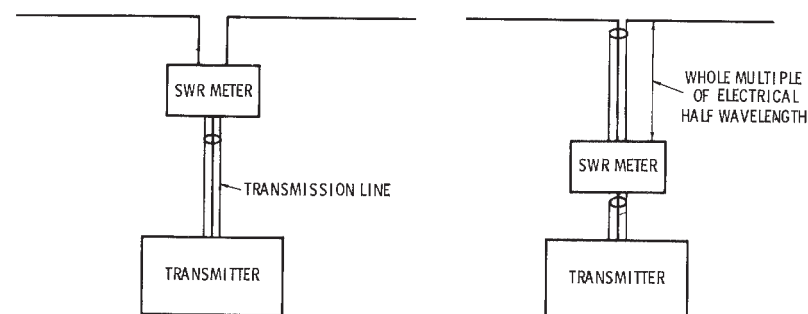 SWR METER
TRANSMISSION LINE
TRANSMITTER
WHOLE MULTIPLE
OF ELECTRICAL
HALF WAVELENGTH
SWR METER
TRANSMITTER